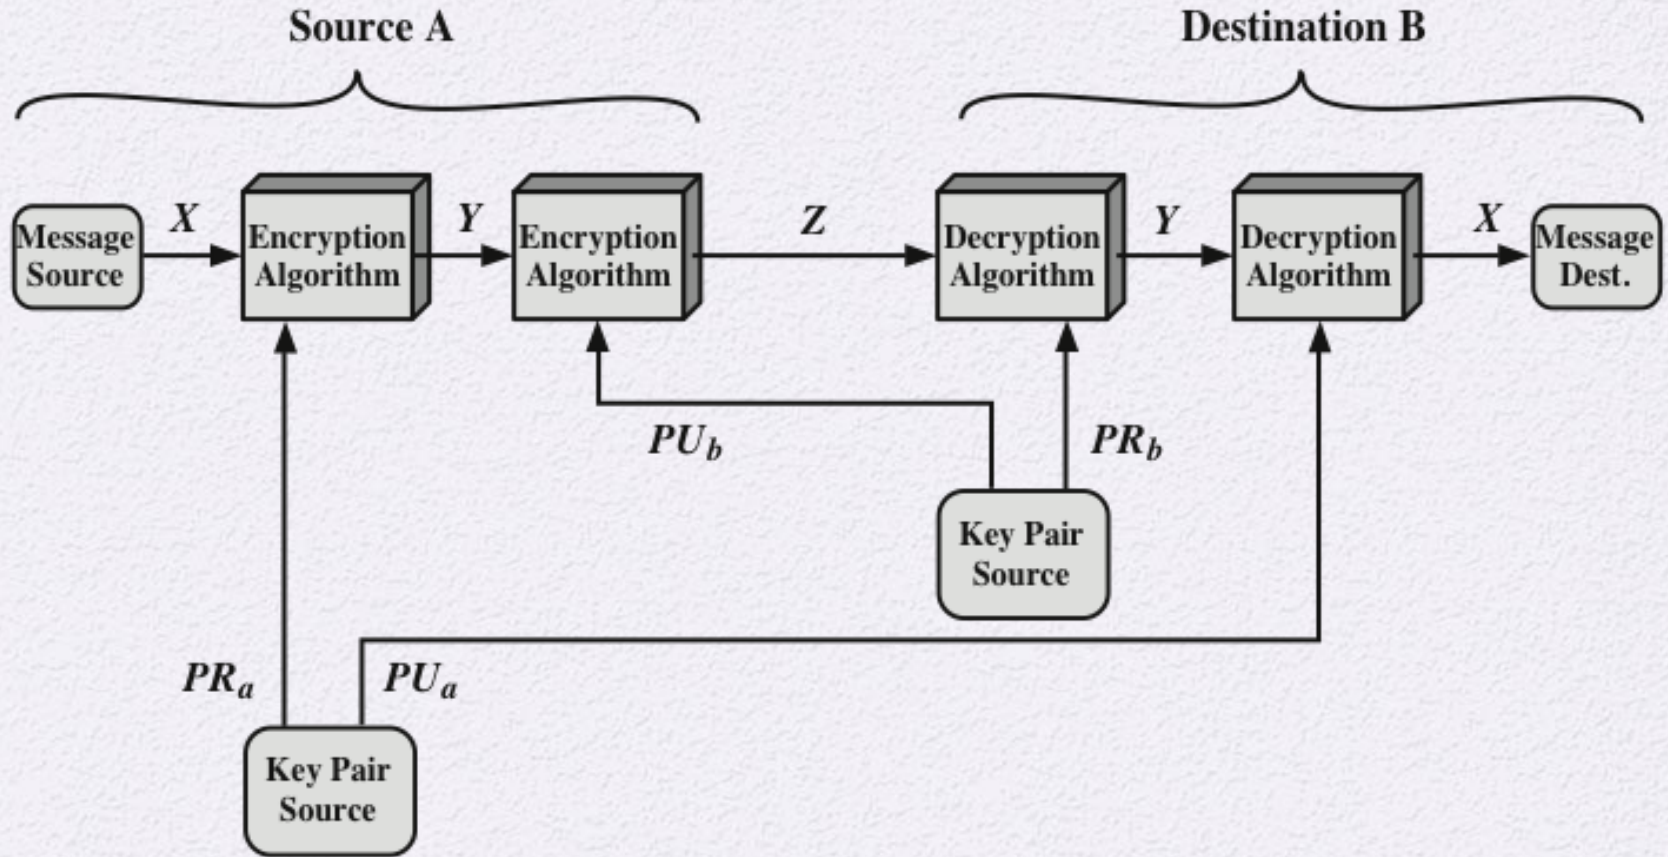 Source A
Destination B
Message
Source
X
Encryption
Algorithm
Y
Encryption
Algorithm
Z
Decryption
Algorithm
Y
Decryption
Algorithm
X
Message
Dest.
PUb
PRb
Key Pair
Source
PRa
PUa
Key Pair
Source